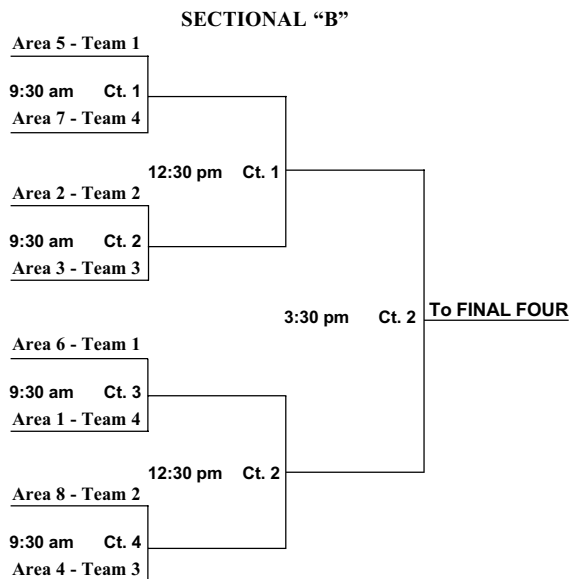 SECTIONAL “B”
Area 5 - Team 1
9:30 am Ct. 1
Area 7 - Team 4
12:30 pm Ct. 1
Area 2 - Team 2
9:30 am Ct. 2
Area 3 - Team 3
3:30 pm Ct. 2
To FINAL FOUR
Area 6 - Team 1
9:30 am Ct. 3
Area 1 - Team 4
12:30 pm Ct. 2
Area 8 - Team 2
9:30 am Ct. 4
Area 4 - Team 3